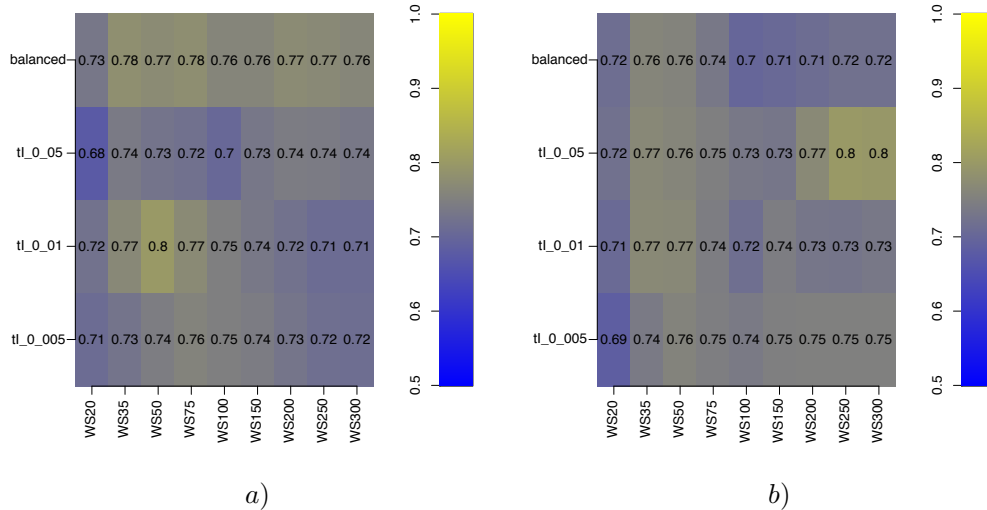 balanced 0.73 0.78 0.77 0.78 0.76 0.76 0.77 0.77 0.76
tI_0_05 0.68 0.74 0.73 0.72 0.7 0.73 0.74 0.74 0.74
tI_0_01 0.72 0.77 0.8 0.77 0.75 0.74 0.72 0.71 0.71
tI_0_005 0.71 0.73 0.74 0.76 0.75 0.74 0.73 0.72 0.72
WS20 WS35 WS50 WS75 WS100 WS150 WS200 WS250 WS300
1.0
0.9
0.8
0.7
0.6
0.5
a)
balanced 0.72 0.76 0.76 0.74 0.7 0.71 0.71 0.72 0.72
tI_0_05 0.72 0.77 0.76 0.75 0.73 0.73 0.77 0.8 0.8
tI_0_01 0.71 0.77 0.77 0.74 0.72 0.74 0.73 0.73 0.73
tI_0_005 0.69 0.74 0.76 0.75 0.74 0.75 0.75 0.75 0.75
WS20 WS35 WS50 WS75 WS100 WS150 WS200 WS250 WS300
1.0
0.9
0.8
0.7
0.6
0.5
b)